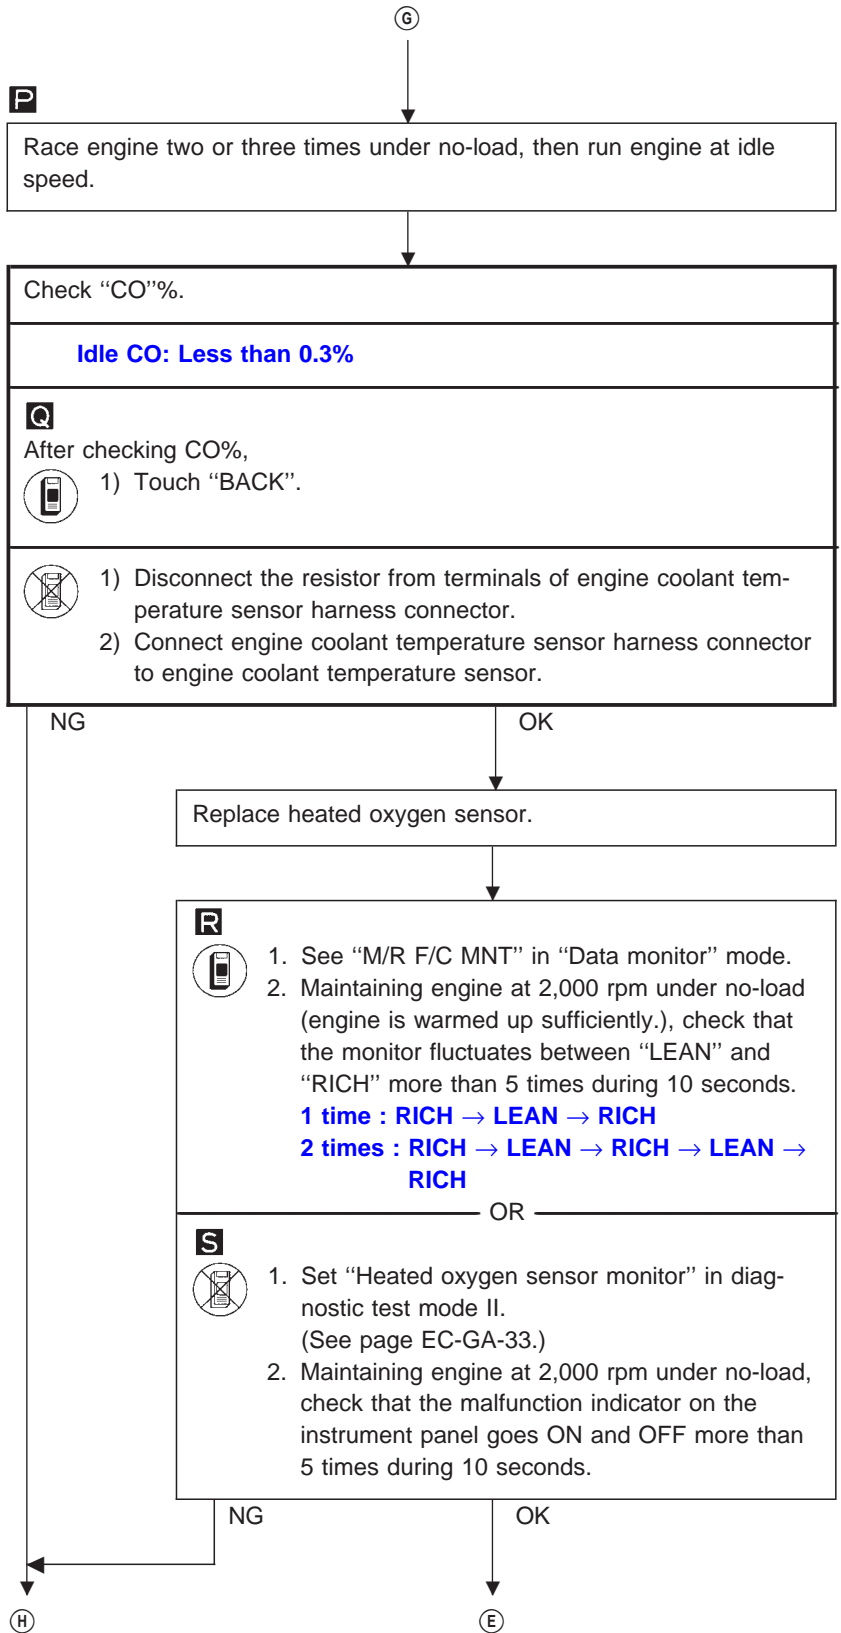 G
P
Race engine two or three times under no-load, then run engine at idle
speed.
Check ‘‘CO’’%.
Idle CO: Less than 0.3%
Q
After checking CO%,
1) Touch ‘‘BACK’’.
1) Disconnect the resistor from terminals of engine coolant tem-
perature sensor harness connector.
2) Connect engine coolant temperature sensor harness connector
to engine coolant temperature sensor.
NG
OK
Replace heated oxygen sensor.
R
1. See ‘‘M/R F/C MNT’’ in ‘‘Data monitor’’ mode.
2. Maintaining engine at 2,000 rpm under no-load
(engine is warmed up sufficiently.), check that
the monitor fluctuates between ‘‘LEAN’’ and
‘‘RICH’’ more than 5 times during 10 seconds.
1 time : RICH → LEAN → RICH
2 times : RICH → LEAN → RICH → LEAN →
RICH
OR
S
1. Set ‘‘Heated oxygen sensor monitor’’ in diag-
nostic test mode II.
(See page EC-GA-33.)
2. Maintaining engine at 2,000 rpm under no-load,
check that the malfunction indicator on the
instrument panel goes ON and OFF more than
5 times during 10 seconds.
NG
OK
H
E